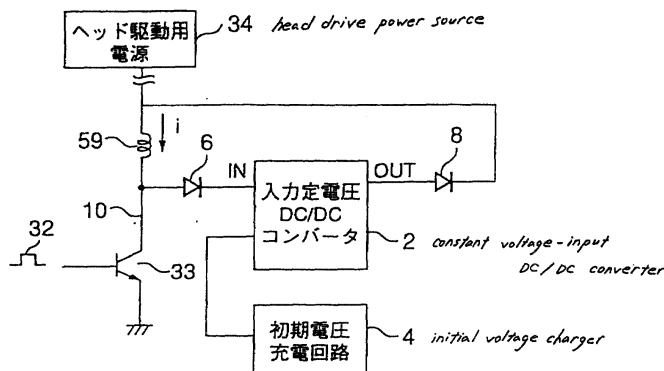 ヘッド駆動用
電源
34 head drive power source
i
59
6
8
IN
OUT
入力定電圧
DC/DC
コンバータ
10
32
2 constant voltage-input
DC/DC converter
33
初期電圧
充電回路
4 initial voltage charger